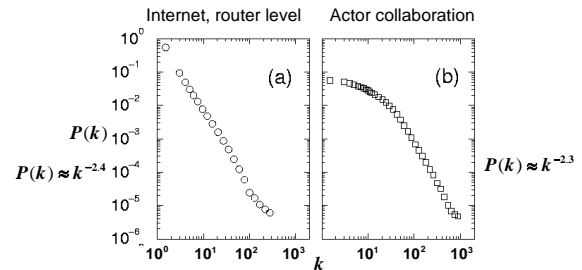 Internet, router level
Actor collaboration
10⁰
10⁻¹
10⁻²
10⁻³
10⁻⁴
10⁻⁵
10⁻⁶
P(k)
P(k) ≈ k⁻²·⁴
(a)
(b)
P(k) ≈ k⁻²·³
10¹ 10² 10³
10¹ 10² 10³
k